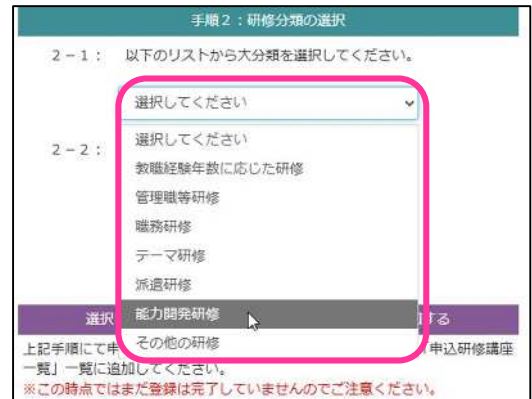 手順２：研修分類の選択
２－１： 以下のリストから大分類を選択してください。
選択してください
２－２：
選択してください
教職経験年数に応じた研修
管理職等研修
職務研修
テーマ研修
派遣研修
能力開発研修
その他の研修
選択 する
上記手順にて申 申込研修講座
一覧」一覧に追加してください。
※この時点ではまだ登録は完了していませんのでご注意ください。